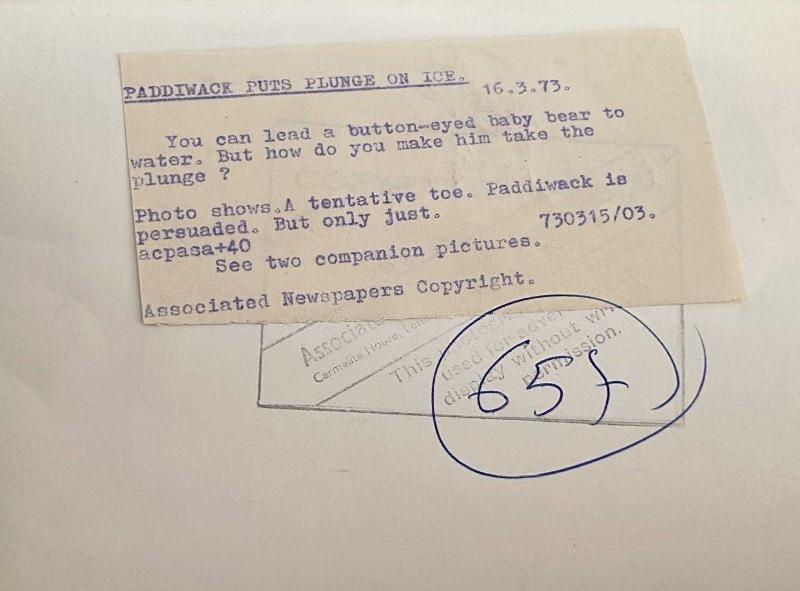 PADDIWACK PUTS PLUNGE ON ICE. 16.3.73.
You can lead a button-eyed baby bear to
water. But how do you make him take the
plunge ?
Photo shows.A tentative toe. Paddiwack is
persuaded. But only just. 730315/03.
acpasa+40
See two companion pictures.
Associated Newspapers Copyright.
Carmelite House,
This
used for
display without
permission.
65f